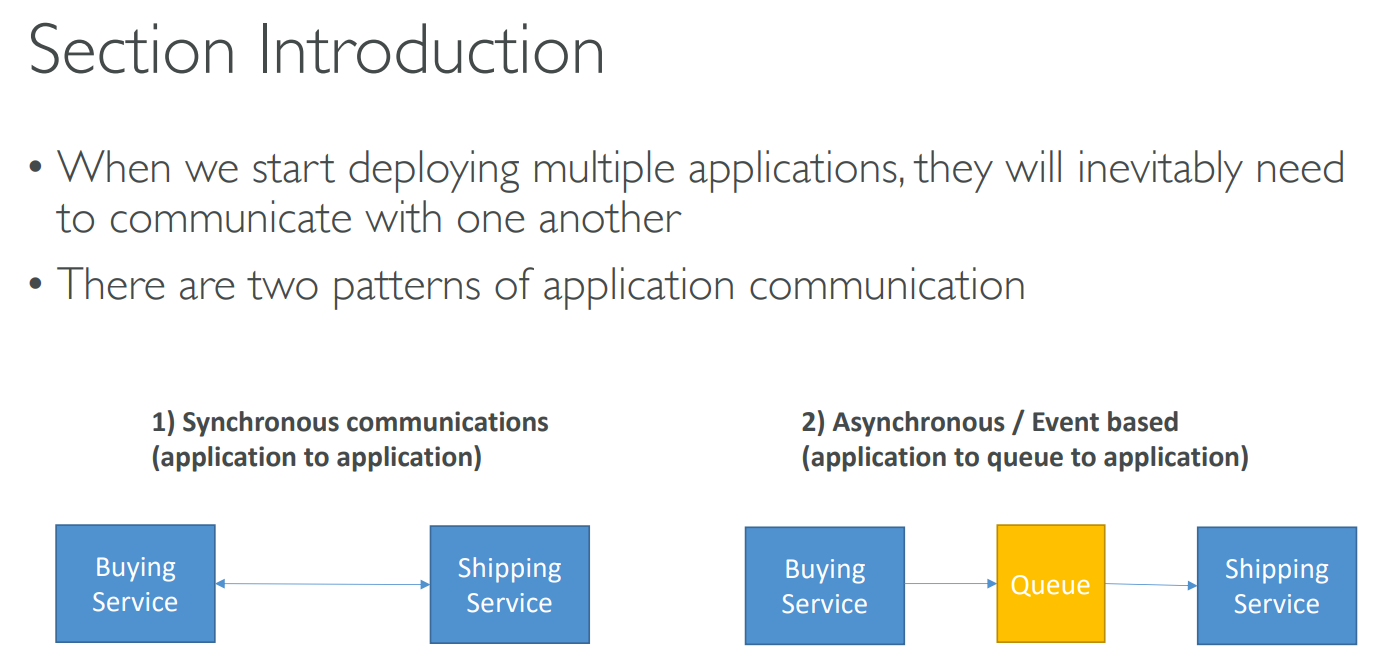 Section Introduction
• When we start deploying multiple applications, they will inevitably need
to communicate with one another
• There are two patterns of application communication
1) Synchronous communications
(application to application)
2) Asynchronous / Event based
(application to queue to application)
Buying
Service
Shipping
Service
Buying
Service
Queue
Shipping
Service